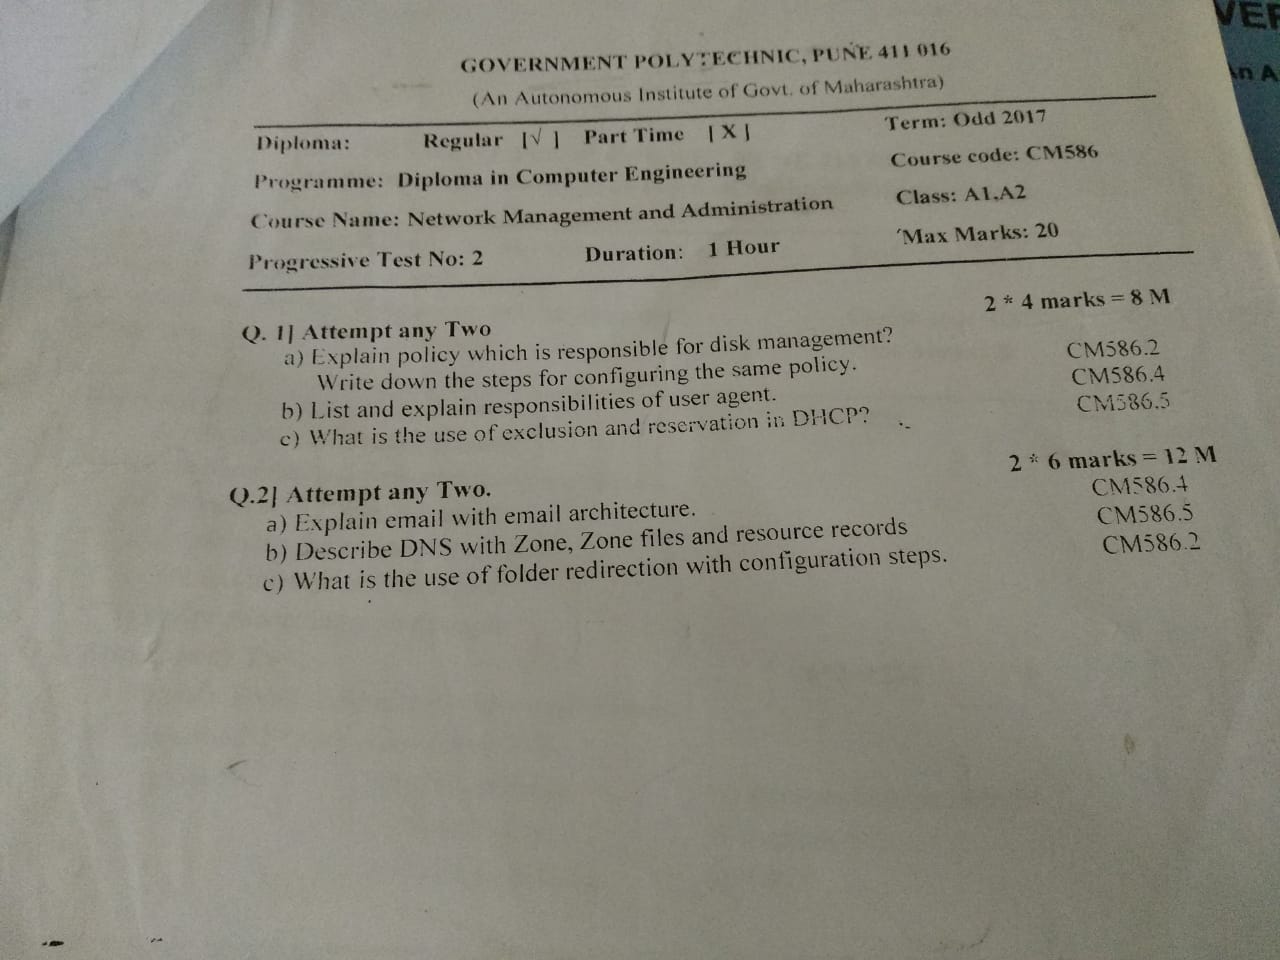 GOVERNMENT POLYTECHNIC, PUNE 411 016
(An Autonomous Institute of Govt. of Maharashtra)
Diploma: Regular [√ ] Part Time [ X ] Term: Odd 2017
Programme: Diploma in Computer Engineering Course code: CM586
Course Name: Network Management and Administration Class: A1,A2
Progressive Test No: 2 Duration: 1 Hour Max Marks: 20
2 * 4 marks = 8 M
Q. 1] Attempt any Two
a) Explain policy which is responsible for disk management? CM586.2
Write down the steps for configuring the same policy.
b) List and explain responsibilities of user agent. CM586.4
c) What is the use of exclusion and reservation in DHCP? CM586.5
2 * 6 marks = 12 M
Q.2] Attempt any Two.
a) Explain email with email architecture. CM586.4
b) Describe DNS with Zone, Zone files and resource records CM586.5
c) What is the use of folder redirection with configuration steps. CM586.2